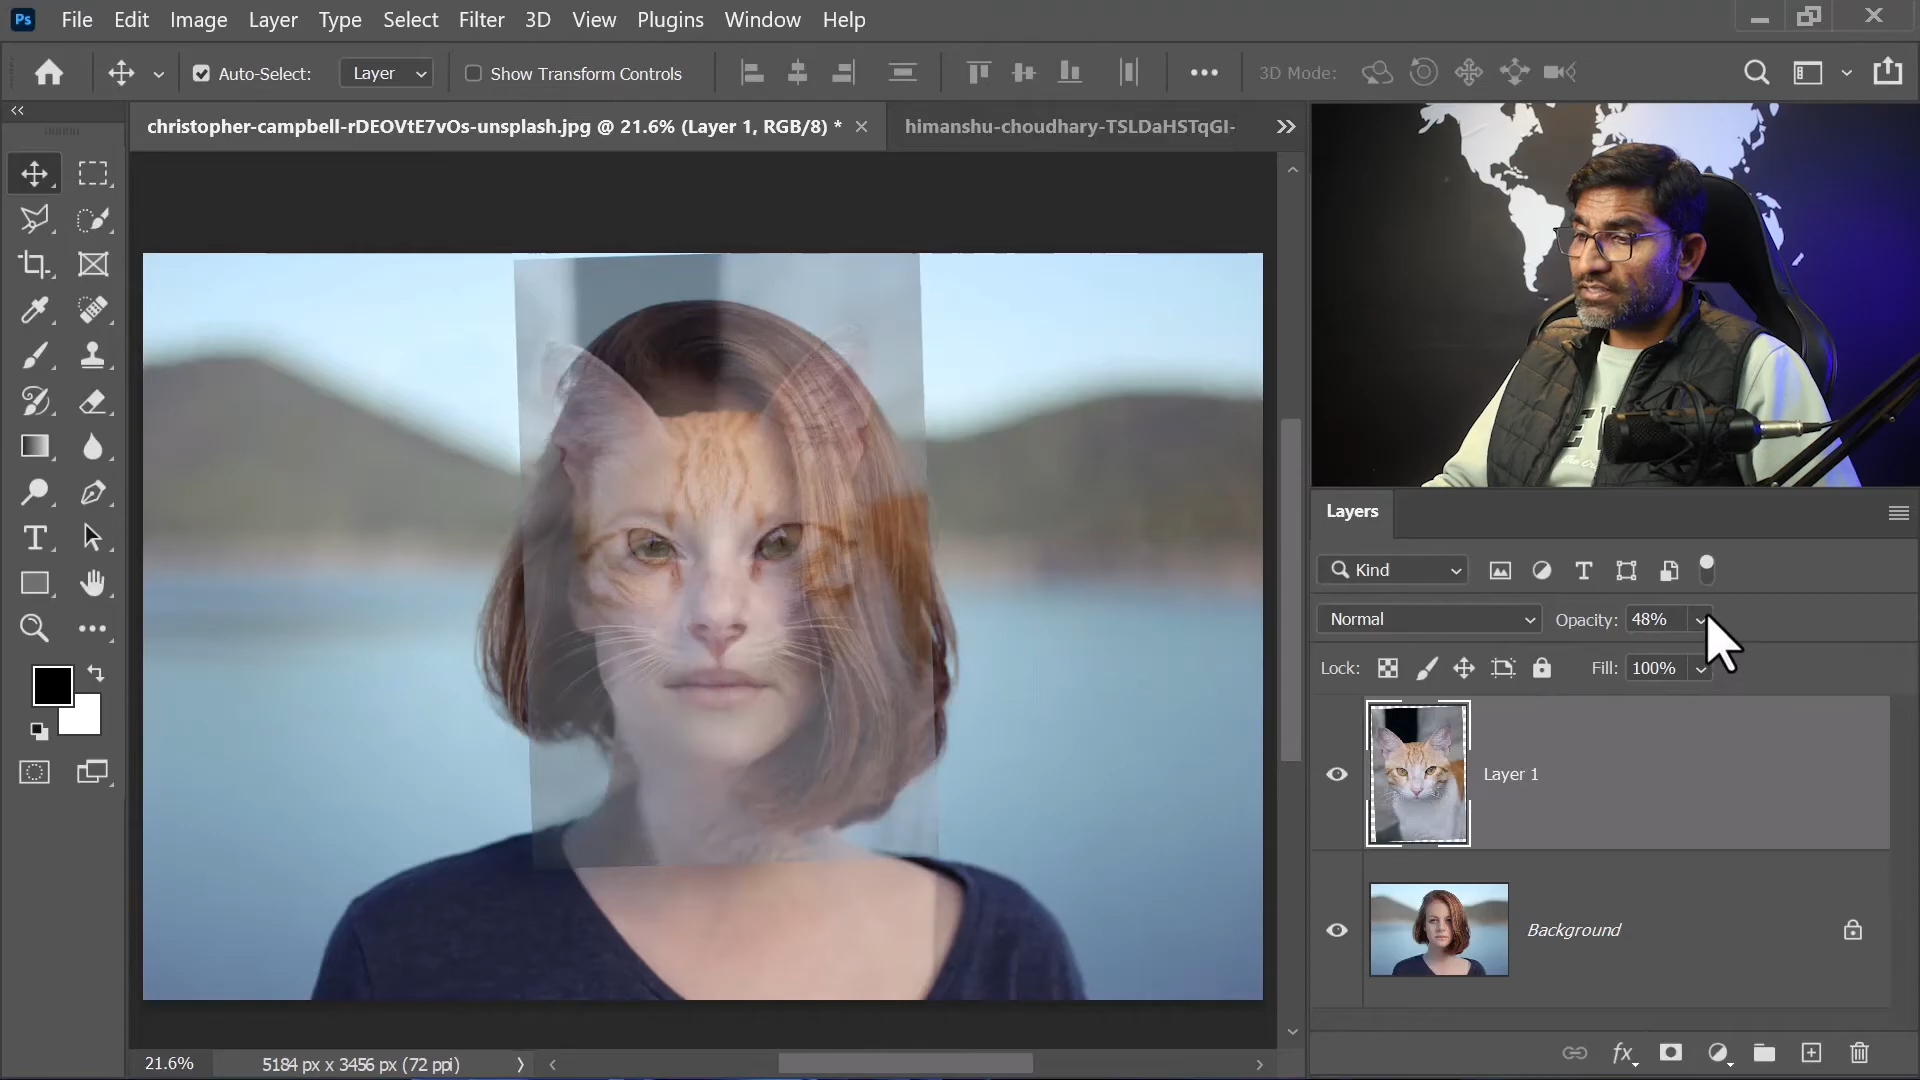 Ps File Edit Image Layer Type Select Filter 3D View Plugins Window Help
Auto-Select: Layer Show Transform Controls 3D Mode:
christopher-campbell-rDEOVtE7vOs-unsplash.jpg @ 21.6% (Layer 1, RGB/8) * himanshu-choudhary-TSLDaHSTqGI-
Layers
Kind
Normal Opacity: 48%
Lock: Fill: 100%
Layer 1
Background
21.6% 5184 px x 3456 px (72 ppi)